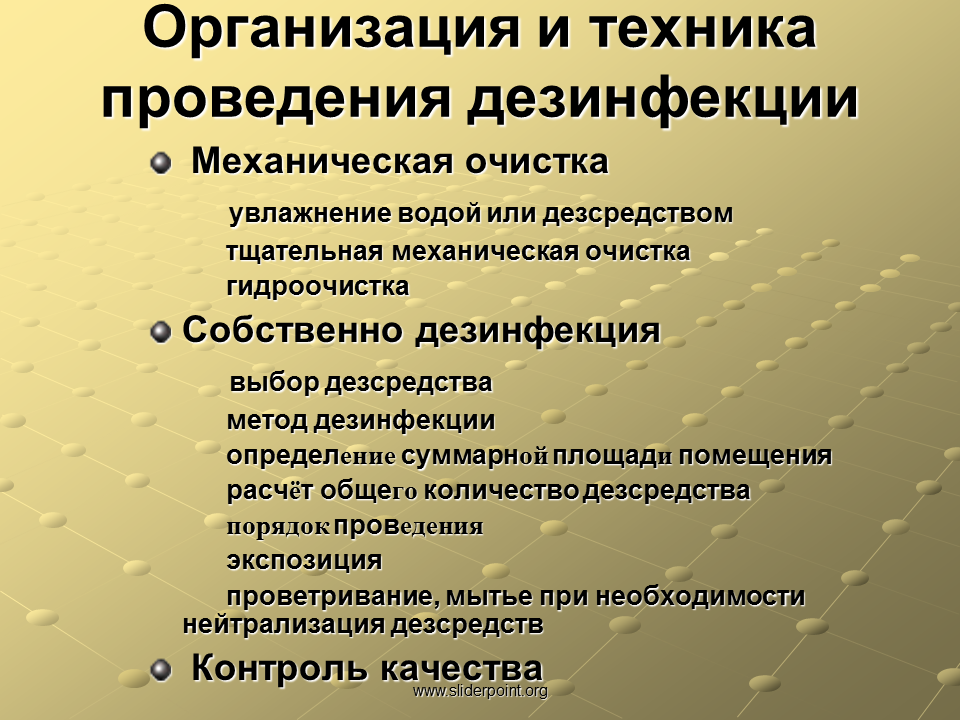 Организация и техника
проведения дезинфекции
Механическая очистка
увлажнение водой или дезсредством
тщательная механическая очистка
гидроочистка
Собственно дезинфекция
выбор дезсредства
метод дезинфекции
определение суммарной площади помещения
расчёт общего количество дезсредства
порядок проведения
экспозиция
проветривание, мытье при необходимости
нейтрализация дезсредств
Контроль качества
www.sliderpoint.org